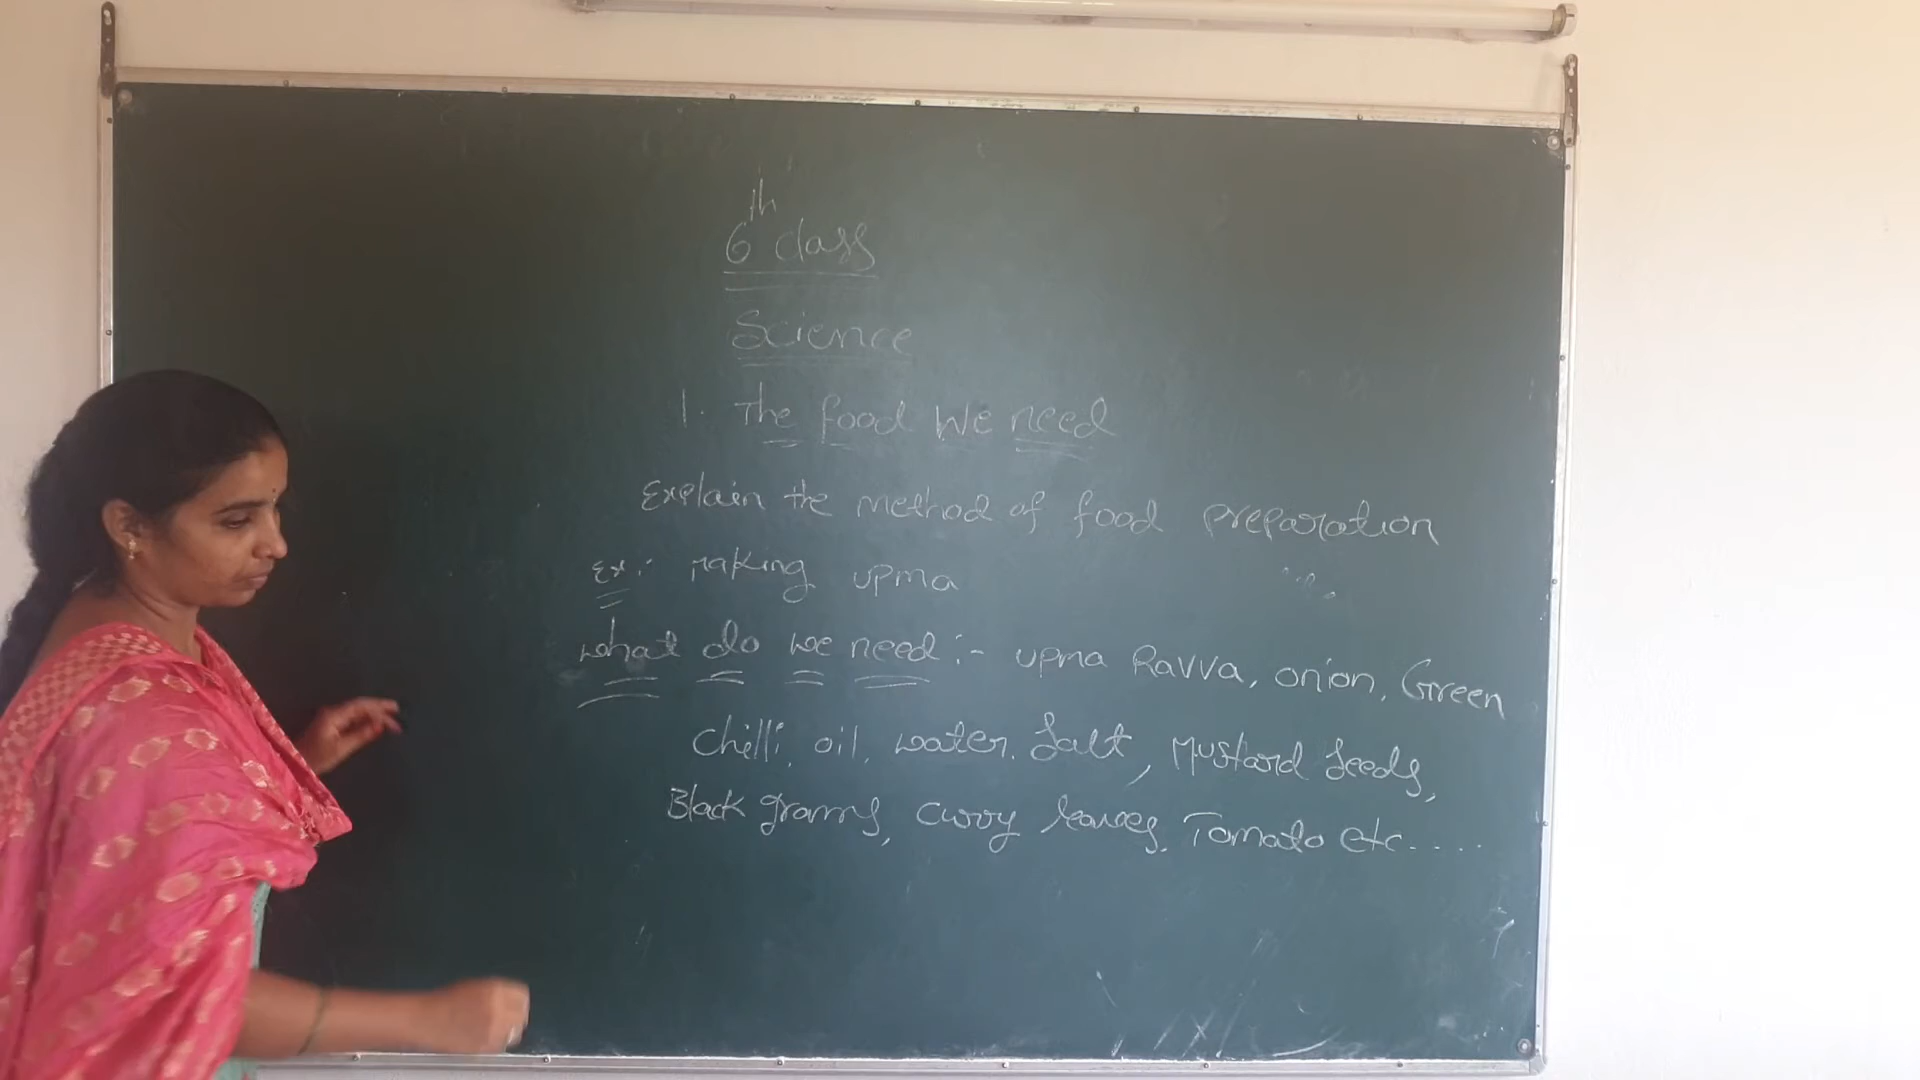 6th class
Science
1. The food we need
Explain the method of food preparation
Ex:- Making upma
what do we need :- upma Ravva, onion, Green
chilli, oil, water, Salt, Mustard Seeds,
Black grams, curry leaves, Tomato etc....